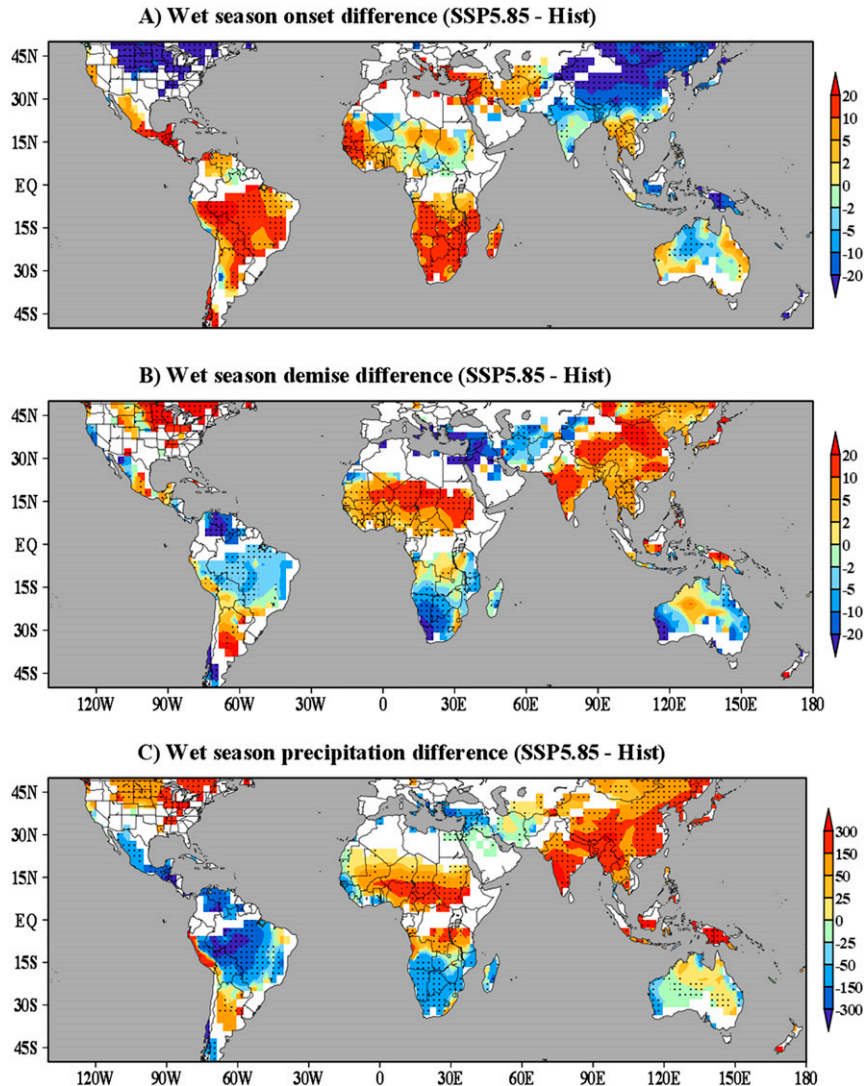 A) Wet season onset difference (SSP5.85 - Hist)
45N
30N
15N
EQ
15S
30S
45S
20
10
5
2
0
-2
-5
-10
-20
B) Wet season demise difference (SSP5.85 - Hist)
45N
30N
15N
EQ
15S
30S
45S
120W 90W 60W 30W 0 30E 60E 90E 120E 150E 180
20
10
5
2
0
-2
-5
-10
-20
C) Wet season precipitation difference (SSP5.85 - Hist)
45N
30N
15N
EQ
15S
30S
45S
120W 90W 60W 30W 0 30E 60E 90E 120E 150E 180
300
150
50
25
0
-25
-50
-150
-300